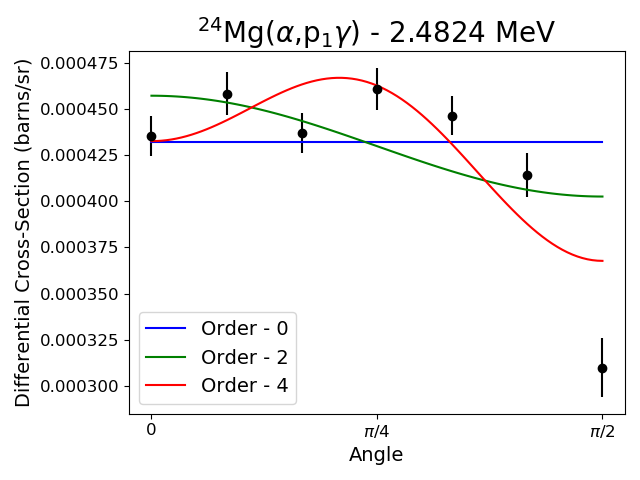 ²⁴Mg(α,p₁γ) - 2.4824 MeV
Differential Cross-Section (barns/sr)
0.000475
0.000450
0.000425
0.000400
0.000375
0.000350
0.000325
0.000300
Order - 0
Order - 2
Order - 4
0
π/4
π/2
Angle